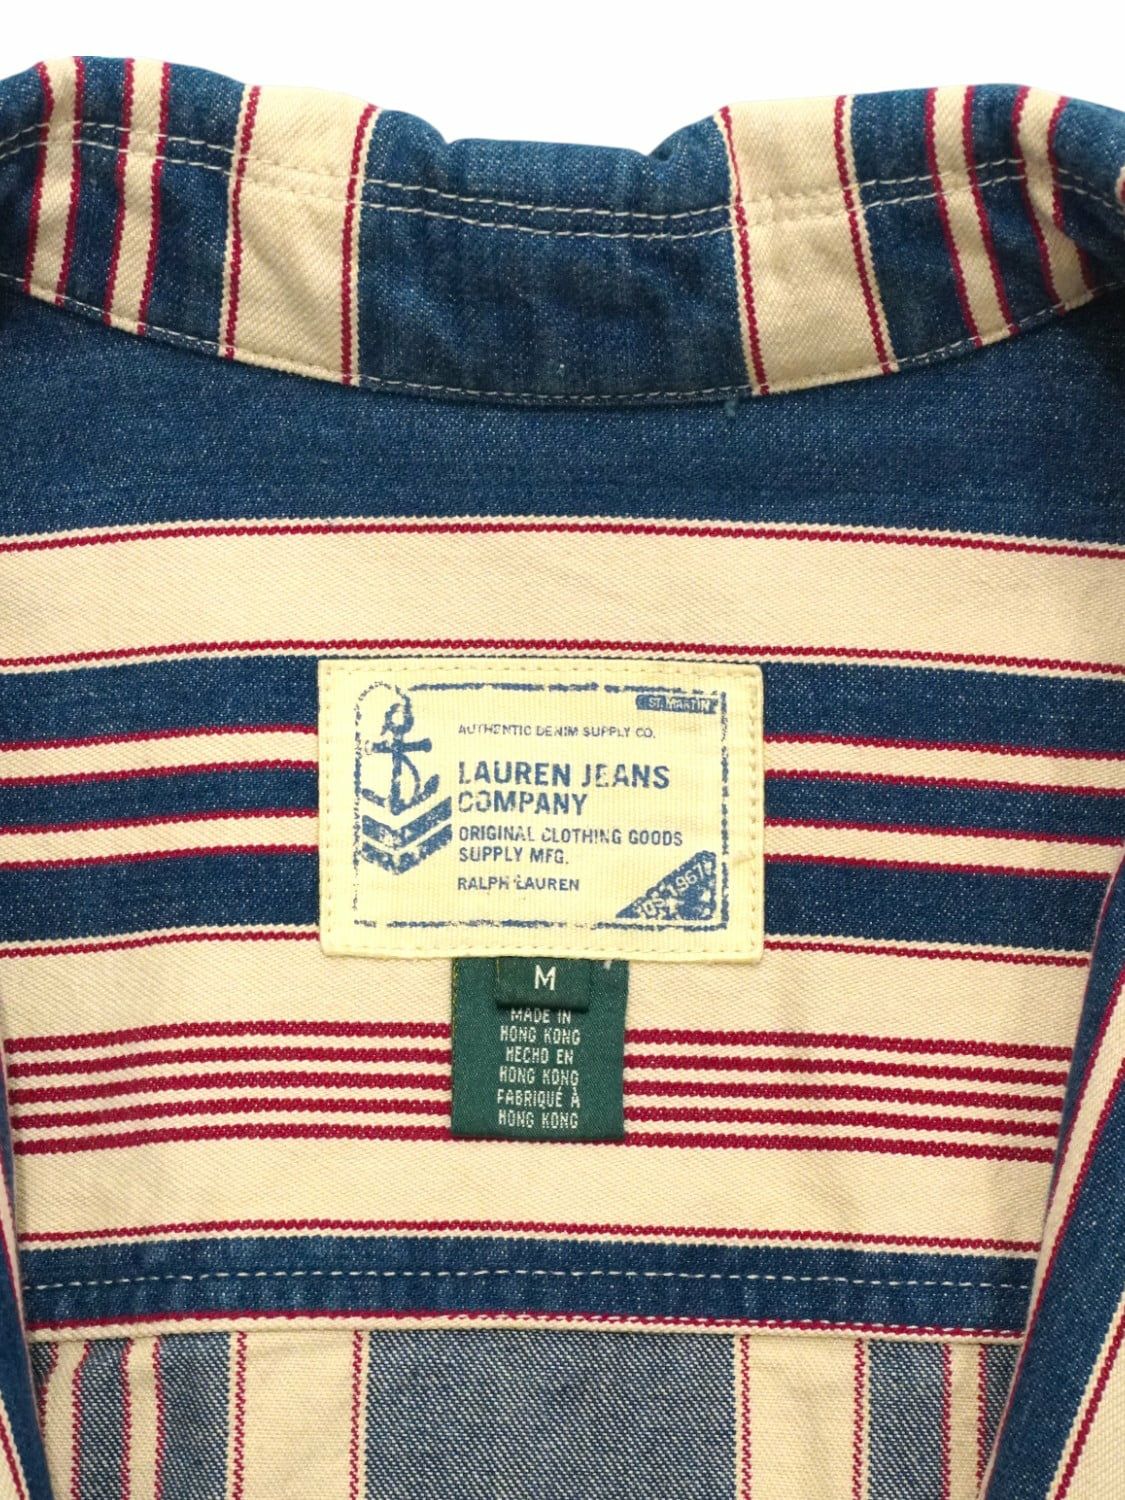 ST. MARTIN
AUTHENTIC DENIM SUPPLY CO.
LAUREN JEANS
COMPANY
ORIGINAL CLOTHING GOODS
SUPPLY MFG.
RALPH LAUREN
1967
M
MADE IN
HONG KONG
HECHO EN
HONG KONG
FABRIQUÉ À
HONG KONG